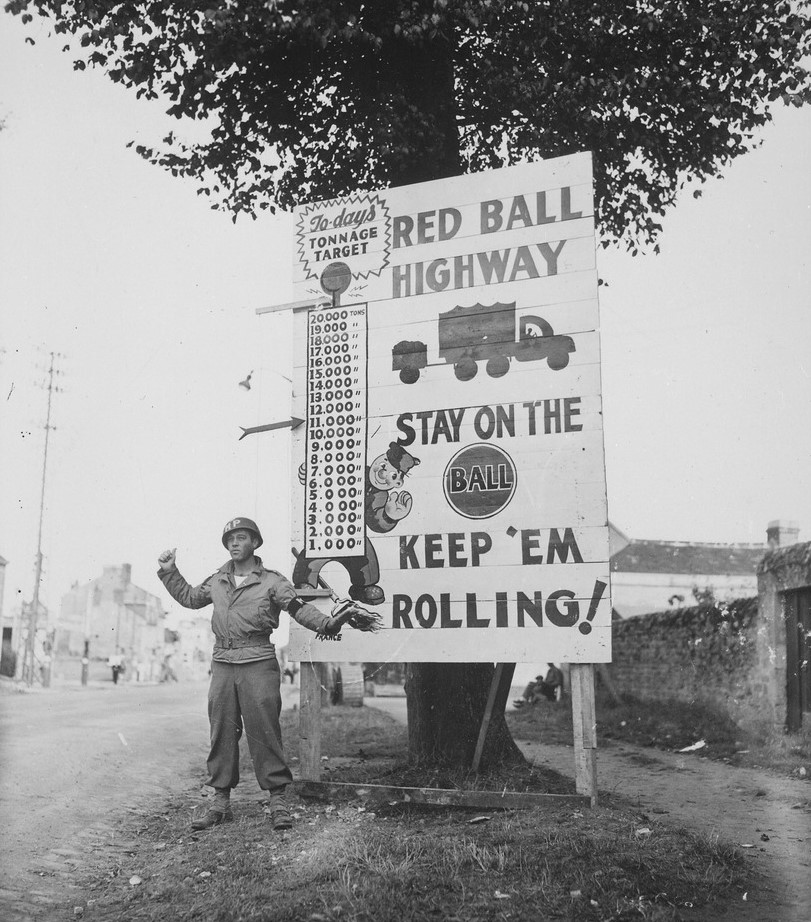 To-day's
TONNAGE
TARGET
RED BALL
HIGHWAY
20,000 TONS
19,000 "
18,000 "
17,000 "
16,000 "
15,000 "
14,000 "
13,000 "
12,000 "
11,000 "
10,000 "
9,000 "
8,000 "
7,000 "
6,000 "
5,000 "
4,000 "
3,000 "
2,000 "
1,000 "
STAY ON THE
BALL
KEEP 'EM
ROLLING!
FRANCE
MP